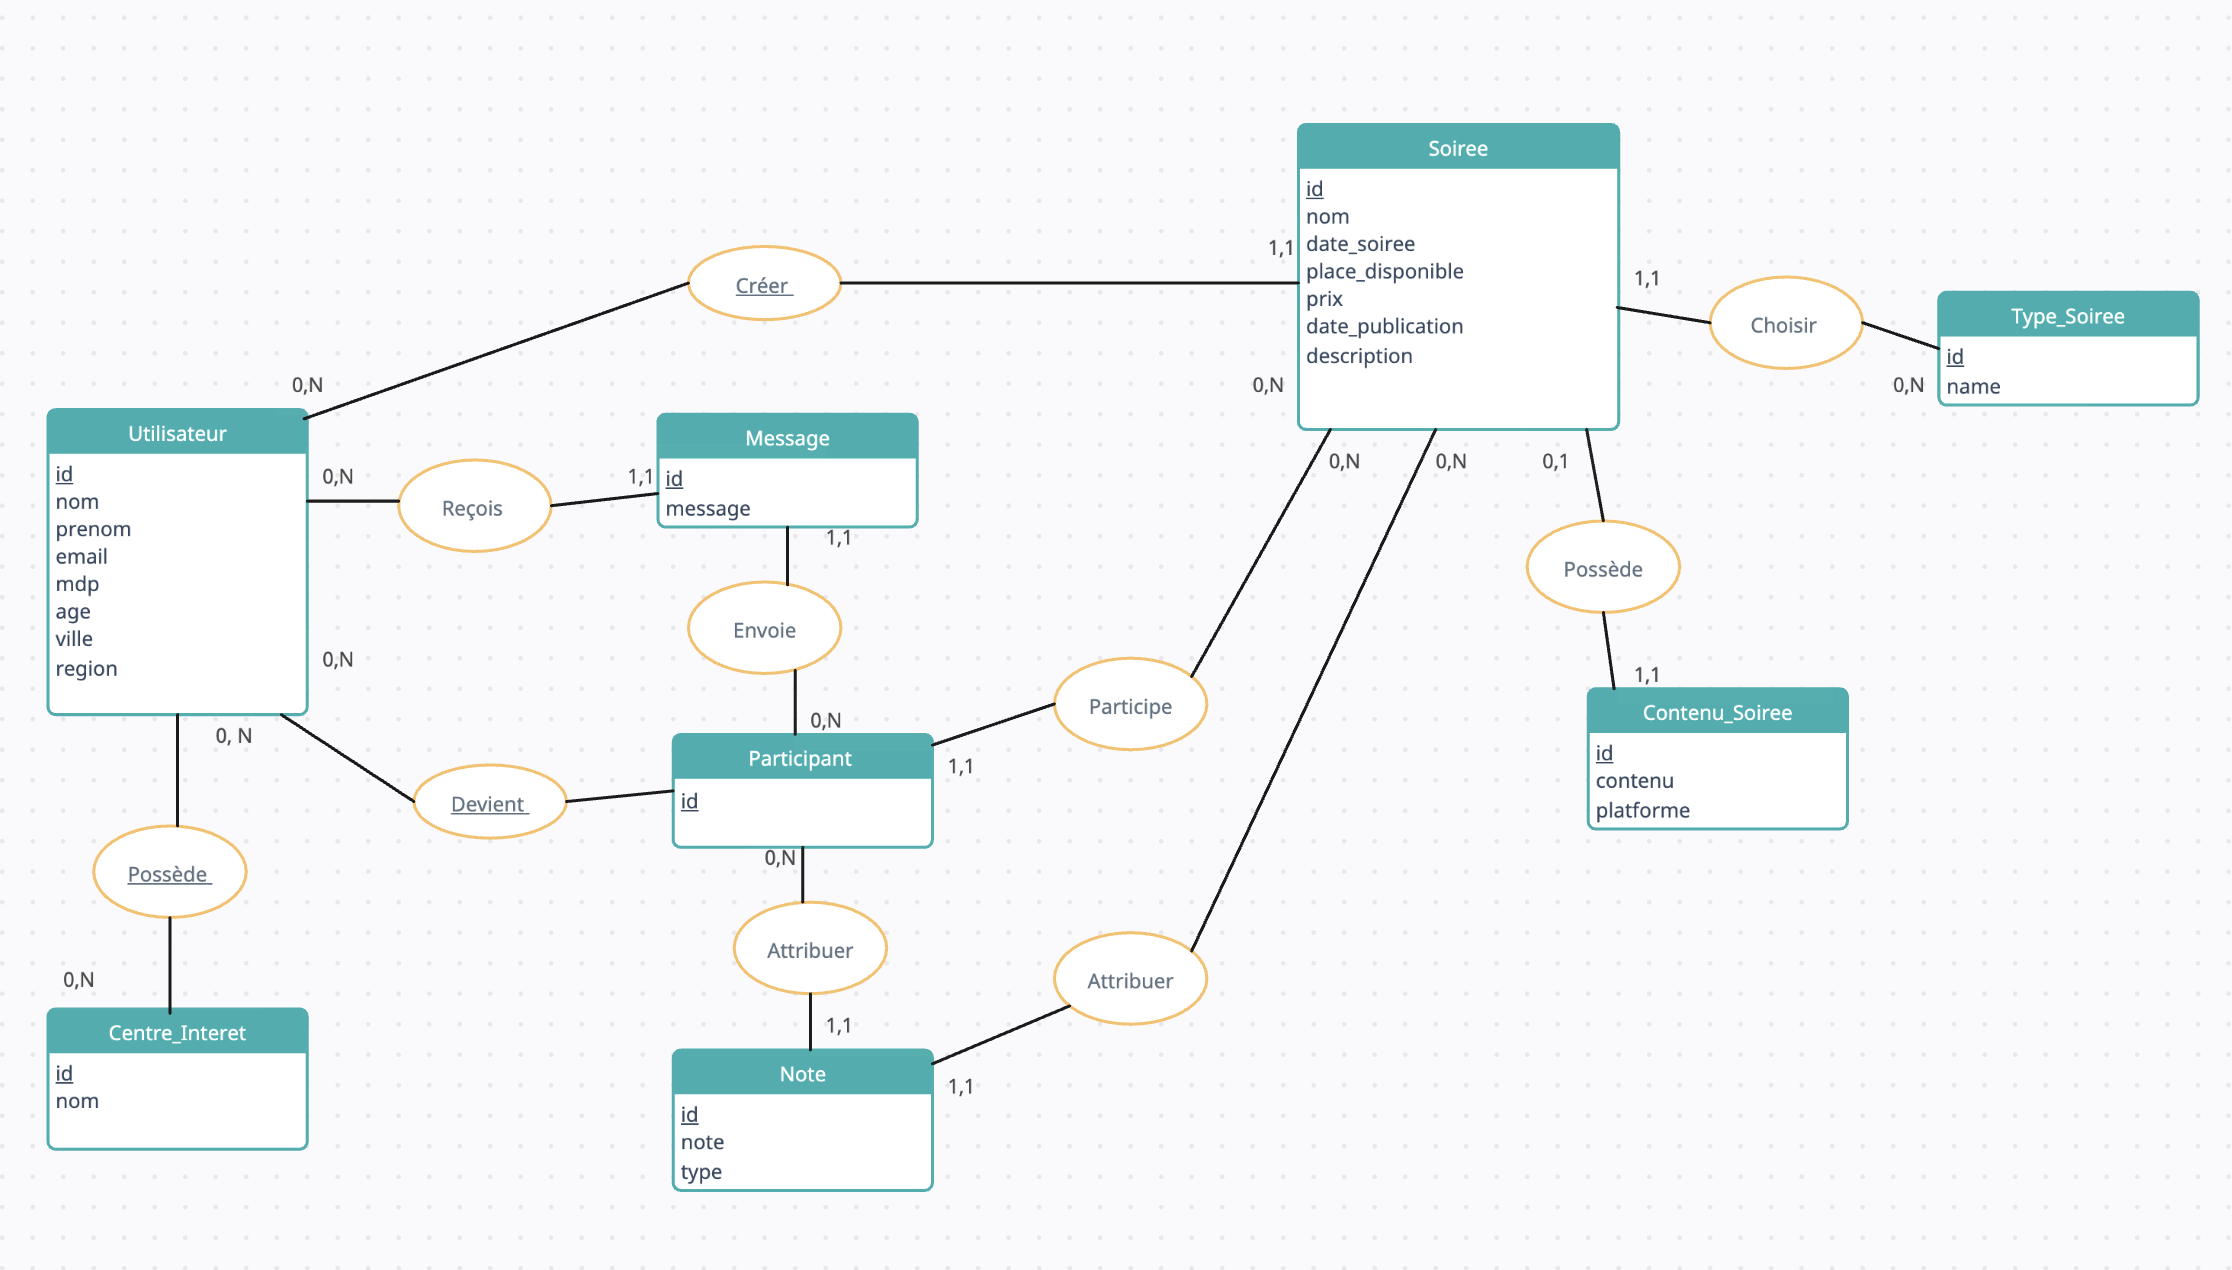 Soiree
id
nom
date_soiree
place_disponible
prix
date_publication
description
1,1
0,N
1,1
Choisir
Type_Soiree
id
name
0,N
Créer
0,N
Utilisateur
id
nom
prenom
email
mdp
age
ville
region
0,N
Reçois
1,1
Message
id
message
1,1
Envoie
0,N
0,N
0,N
0,1
Possède
1,1
Contenu_Soiree
id
contenu
platforme
Participe
1,1
0,N
0, N
Devient
Participant
id
0,N
Possède
0,N
Centre_Interet
id
nom
Attribuer
1,1
Attribuer
1,1
Note
id
note
type